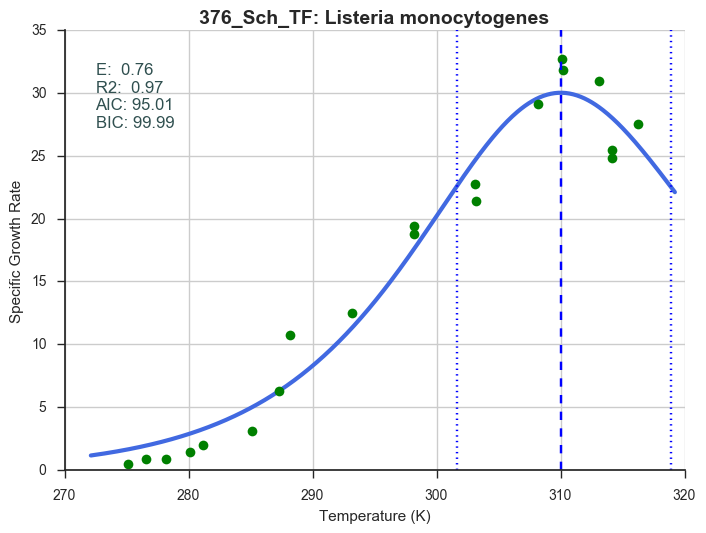 376_Sch_TF: Listeria monocytogenes
E:  0.76
R2:  0.97
AIC: 95.01
BIC: 99.99
35
30
25
20
15
10
5
0
Specific Growth Rate
270 280 290 300 310 320
Temperature (K)